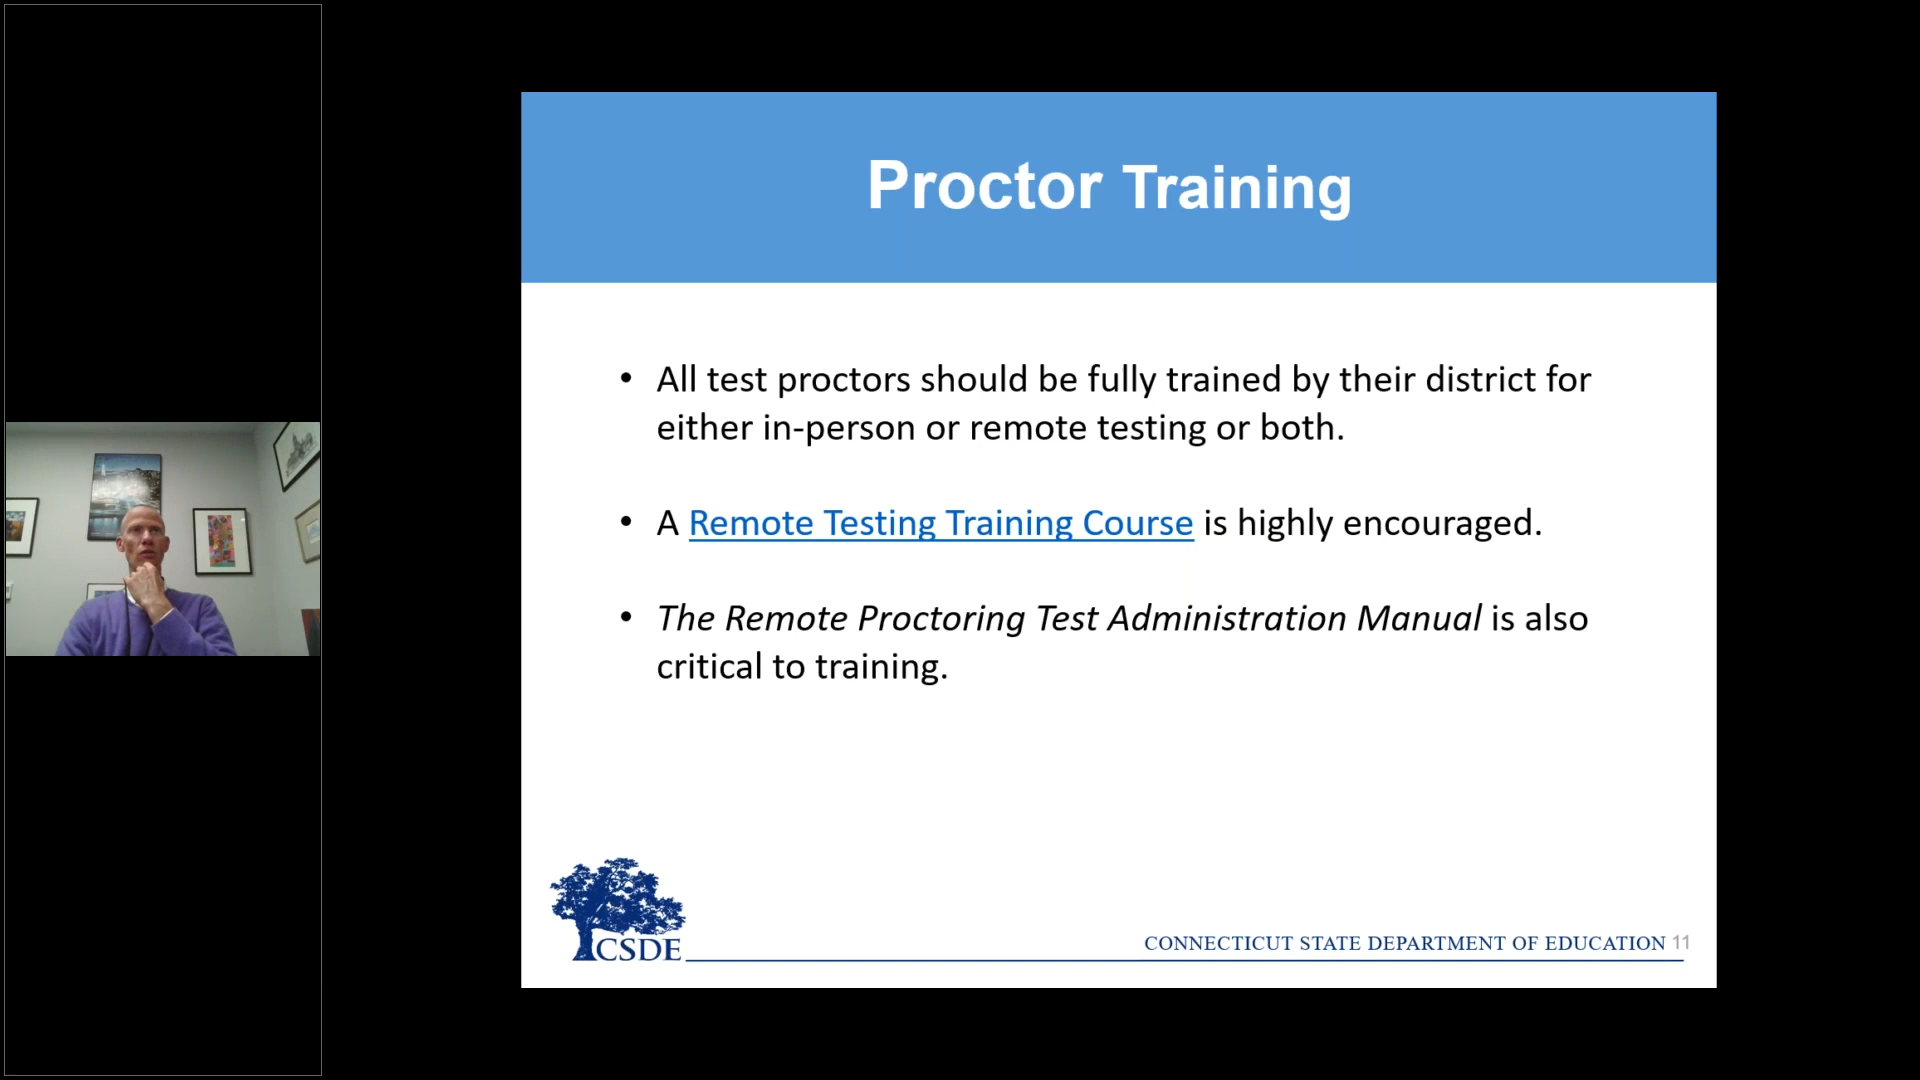 Proctor Training
• All test proctors should be fully trained by their district for
either in-person or remote testing or both.
• A Remote Testing Training Course is highly encouraged.
• The Remote Proctoring Test Administration Manual is also
critical to training.
CSDE
CONNECTICUT STATE DEPARTMENT OF EDUCATION 11